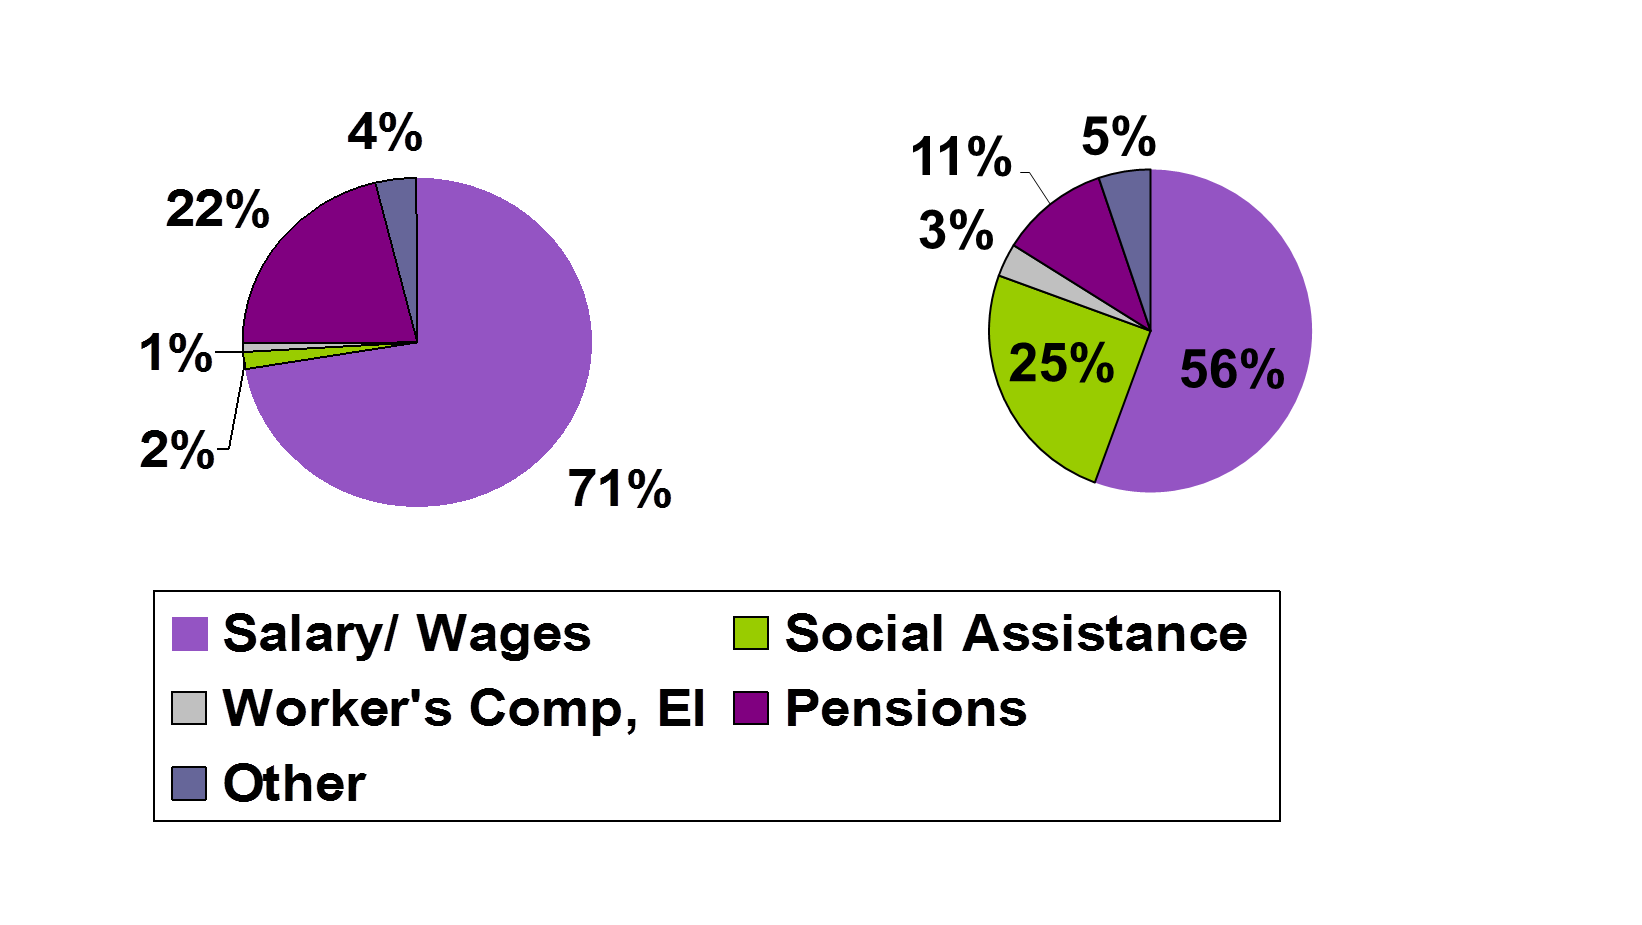 4%
22%
1%
2%
71%
5%
11%
3%
25%
56%
Salary/ Wages
Social Assistance
Worker's Comp, EI
Pensions
Other